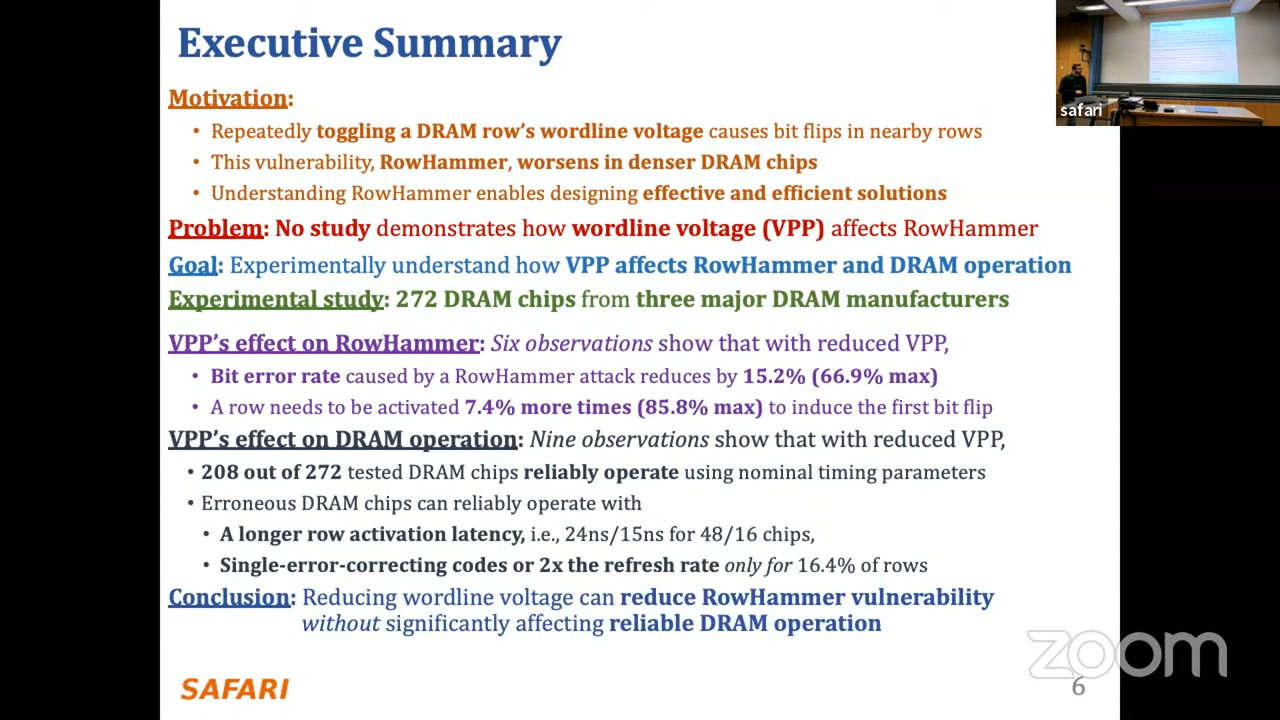 Executive Summary
safari
Motivation:
• Repeatedly toggling a DRAM row's wordline voltage causes bit flips in nearby rows
• This vulnerability, RowHammer, worsens in denser DRAM chips
• Understanding RowHammer enables designing effective and efficient solutions
Problem: No study demonstrates how wordline voltage (VPP) affects RowHammer
Goal: Experimentally understand how VPP affects RowHammer and DRAM operation
Experimental study: 272 DRAM chips from three major DRAM manufacturers
VPP's effect on RowHammer: Six observations show that with reduced VPP,
• Bit error rate caused by a RowHammer attack reduces by 15.2% (66.9% max)
• A row needs to be activated 7.4% more times (85.8% max) to induce the first bit flip
VPP's effect on DRAM operation: Nine observations show that with reduced VPP,
• 208 out of 272 tested DRAM chips reliably operate using nominal timing parameters
• Erroneous DRAM chips can reliably operate with
• A longer row activation latency, i.e., 24ns/15ns for 48/16 chips,
• Single-error-correcting codes or 2x the refresh rate only for 16.4% of rows
Conclusion: Reducing wordline voltage can reduce RowHammer vulnerability
without significantly affecting reliable DRAM operation
zoom
SAFARI
6